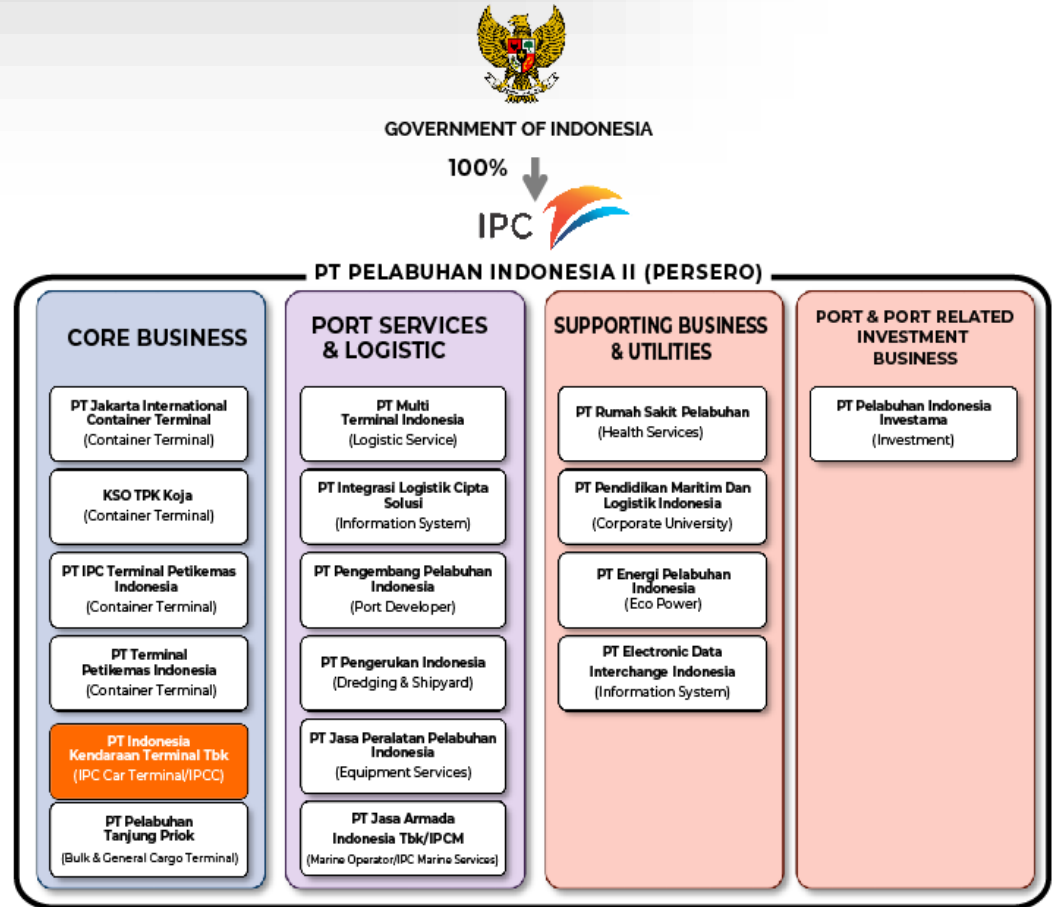 GOVERNMENT OF INDONESIA
100%
IPC
PT PELABUHAN INDONESIA II (PERSERO)
CORE BUSINESS
PT Jakarta International
Container Terminal
(Container Terminal)
KSO TPK Koja
(Container Terminal)
PT IPC Terminal Petikemas
Indonesia
(Container Terminal)
PT Terminal
Petikemas Indonesia
(Container Terminal)
PT Indonesia
Kendaraan Terminal Tbk
(IPC Car Terminal/IPCC)
PT Pelabuhan
Tanjung Priok
(Bulk & General Cargo Terminal)
PORT SERVICES
& LOGISTIC
PT Multi
Terminal Indonesia
(Logistic Service)
PT Integrasi Logistik Cipta
Solusi
(Information System)
PT Pengembang Pelabuhan
Indonesia
(Port Developer)
PT Pengerukan Indonesia
(Dredging & Shipyard)
PT Jasa Peralatan Pelabuhan
Indonesia
(Equipment Services)
PT Jasa Armada
Indonesia Tbk/IPCM
(Marine Operator/IPC Marine Services)
SUPPORTING BUSINESS
& UTILITIES
PT Rumah Sakit Pelabuhan
(Health Services)
PT Pendidikan Maritim Dan
Logistik Indonesia
(Corporate University)
PT Energi Pelabuhan
Indonesia
(Eco Power)
PT Electronic Data
Interchange Indonesia
(Information System)
PORT & PORT RELATED
INVESTMENT
BUSINESS
PT Pelabuhan Indonesia
Investama
(Investment)